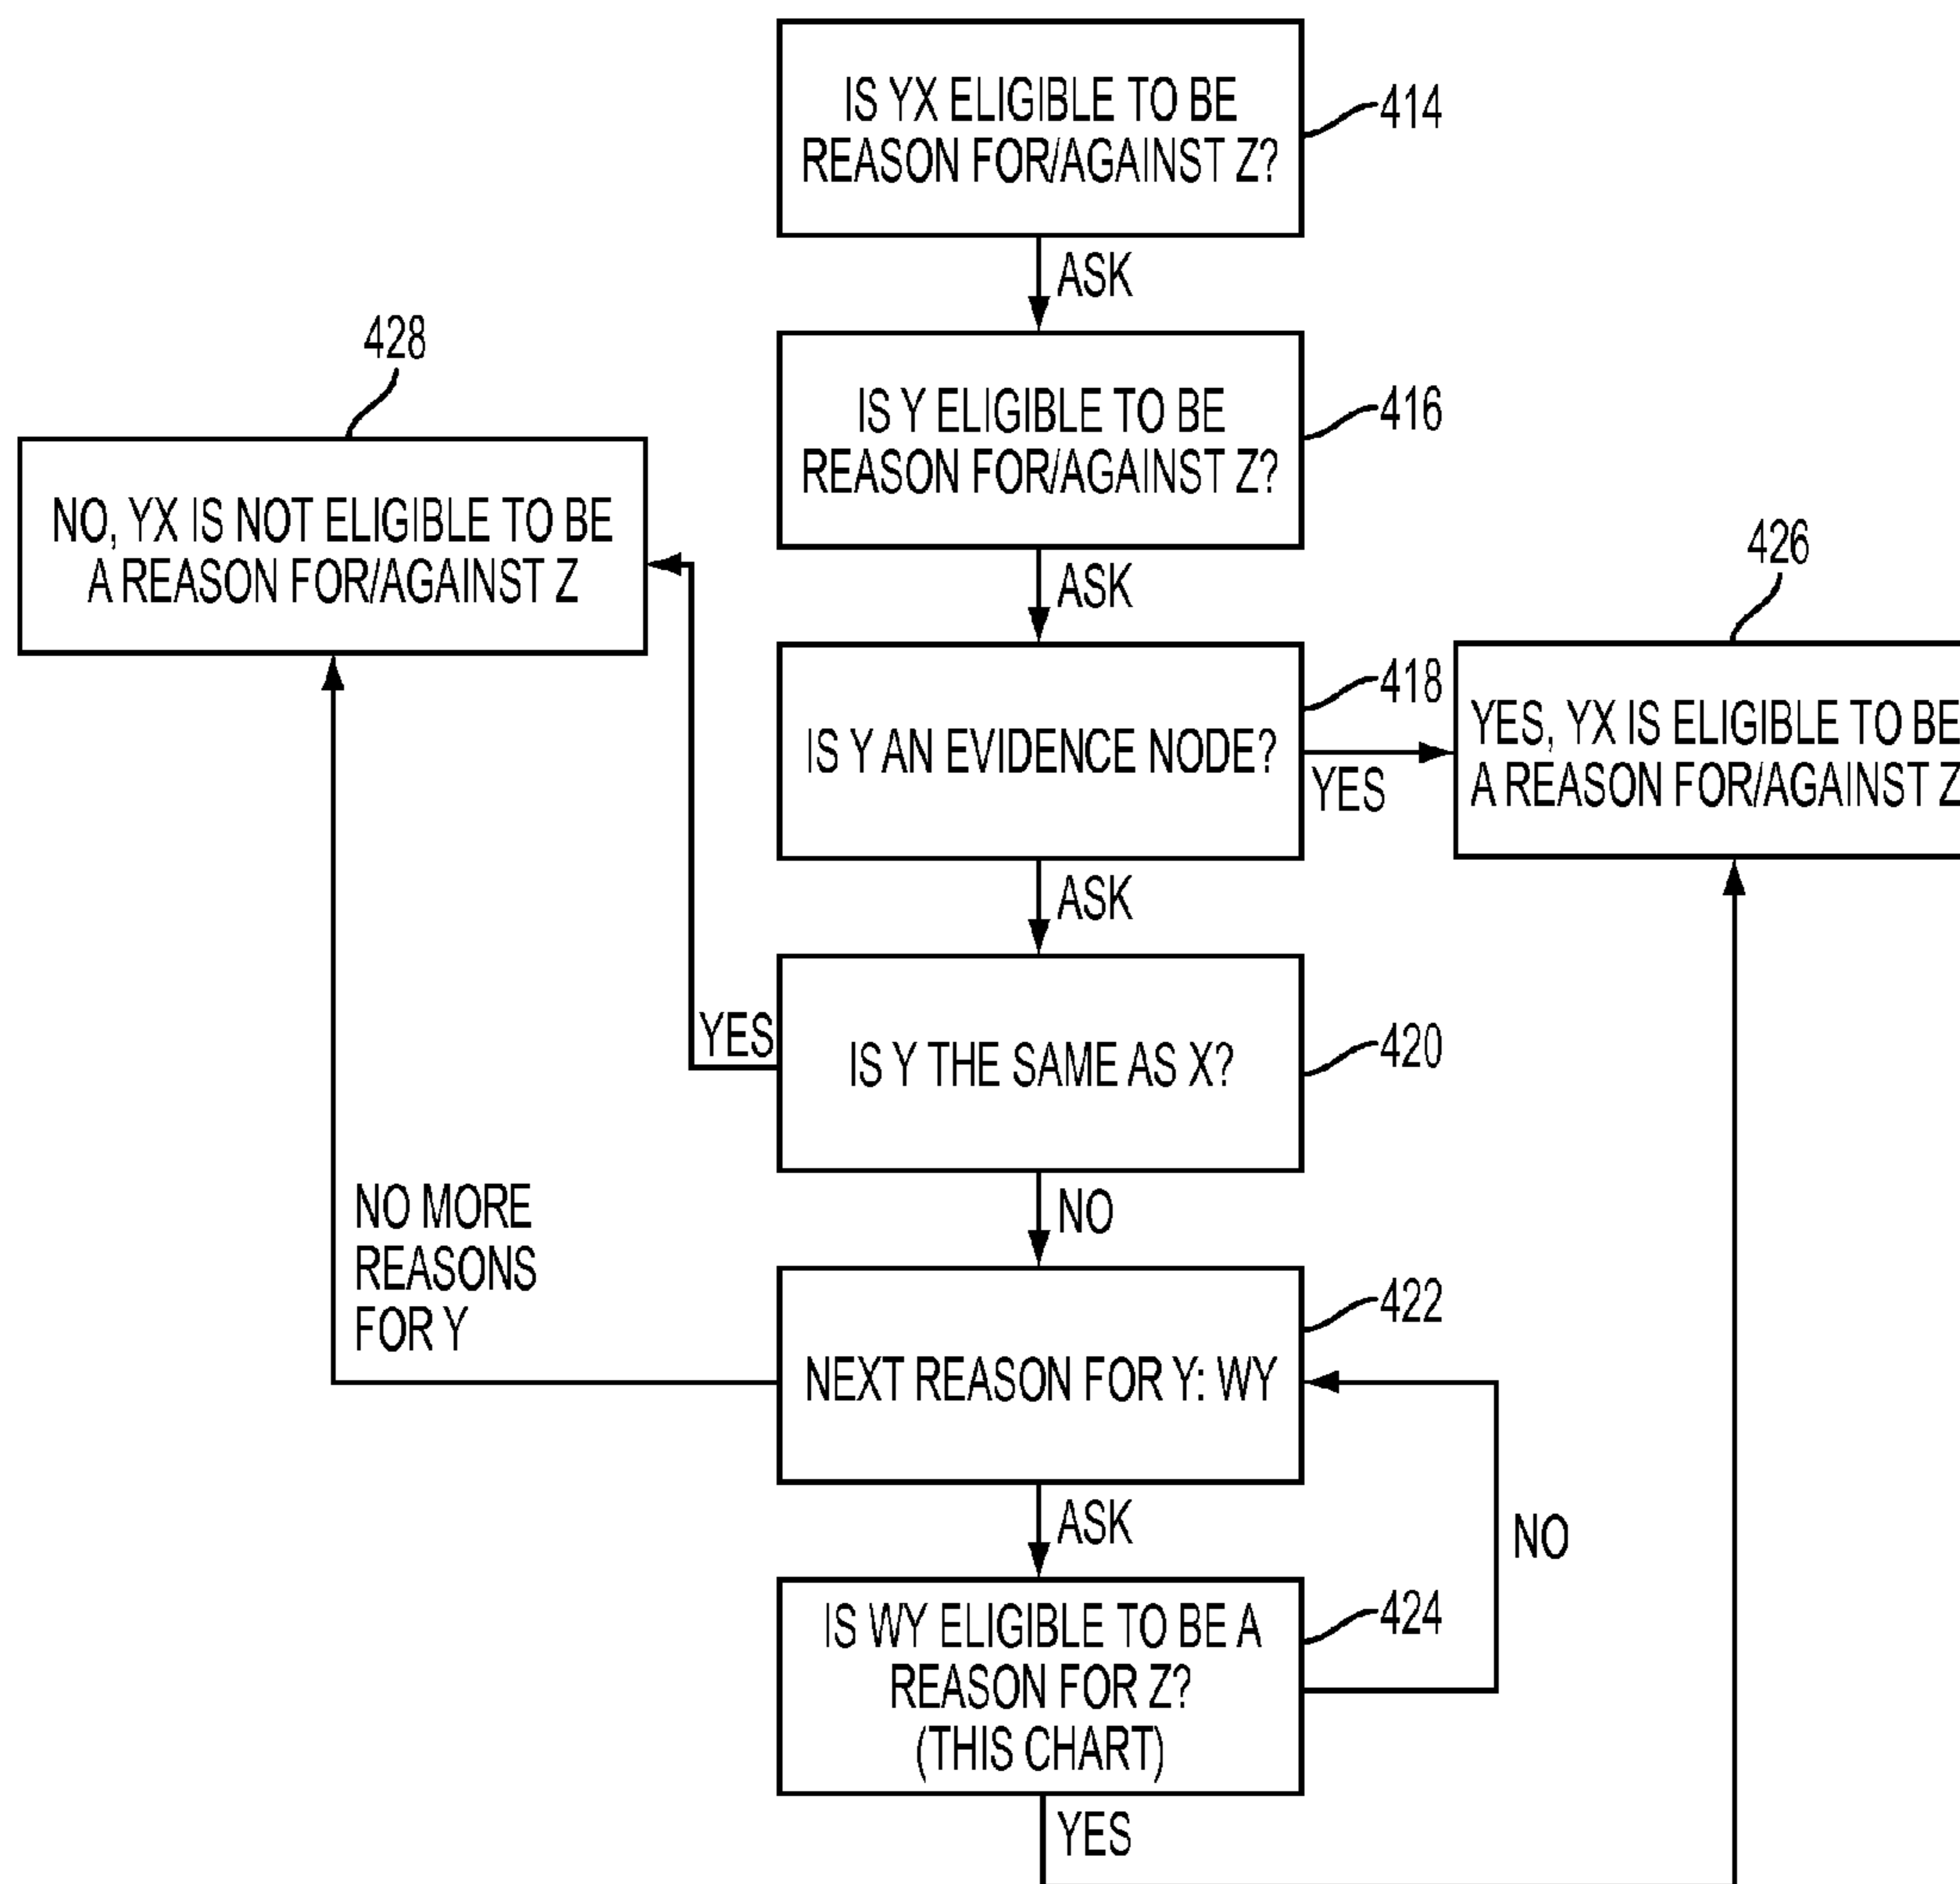 IS YX ELIGIBLE TO BE
REASON FOR/AGAINST Z?
414
ASK
428
IS Y ELIGIBLE TO BE
REASON FOR/AGAINST Z?
416
NO, YX IS NOT ELIGIBLE TO BE
A REASON FOR/AGAINST Z
ASK
426
IS Y AN EVIDENCE NODE?
418
YES
YES, YX IS ELIGIBLE TO BE
A REASON FOR/AGAINST Z
ASK
YES
IS Y THE SAME AS X?
420
NO MORE
REASONS
FOR Y
NO
NEXT REASON FOR Y: WY
422
ASK
NO
IS WY ELIGIBLE TO BE A
REASON FOR Z?
(THIS CHART)
424
YES